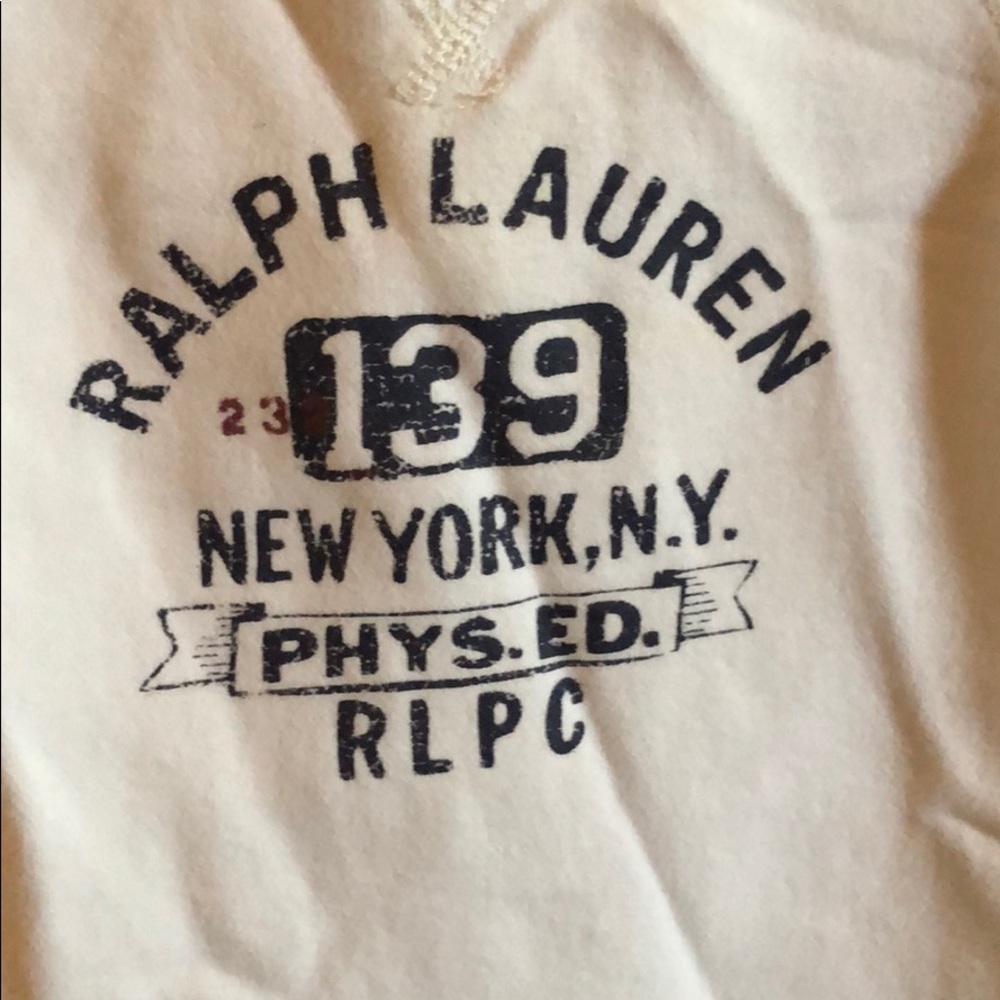 RALPH LAUREN
23
139
NEW YORK, N.Y.
PHYS. ED.
RLPC